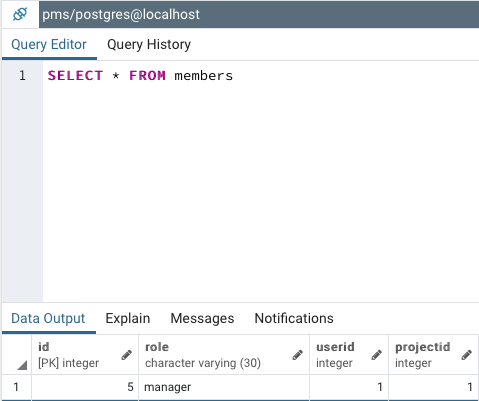 pms/postgres@localhost
Query Editor Query History
1 SELECT * FROM members
Data Output Explain Messages Notifications
id role userid projectid
[PK] integer character varying (30) integer integer
1 5 manager 1 1